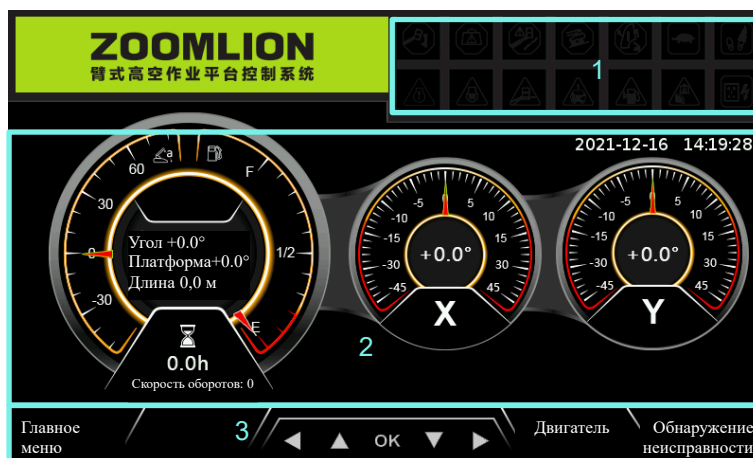 ZOOMLION
臂式高空作业平台控制系统
1
2021-12-16 14:19:28
a
60
30
0
-30
F
1/2
E
Угол +0.0°
Платформа+0.0°
Длина 0,0 м
0.0h
Скорость оборотов: 0
-45
-30
-15
-10
-5
0
5
10
15
30
45
+0.0°
X
-45
-30
-15
-10
-5
0
5
10
15
30
45
+0.0°
Y
2
Главное
меню
3
OK
Двигатель
Обнаружение
неисправности